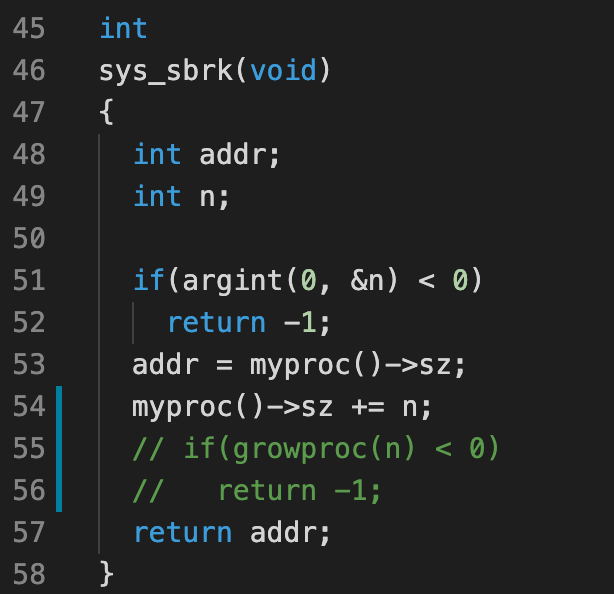 45 int
46 sys_sbrk(void)
47 {
48   int addr;
49   int n;
50
51   if(argint(0, &n) < 0)
52     return -1;
53   addr = myproc()->sz;
54   myproc()->sz += n;
55   // if(growproc(n) < 0)
56   //   return -1;
57   return addr;
58 }